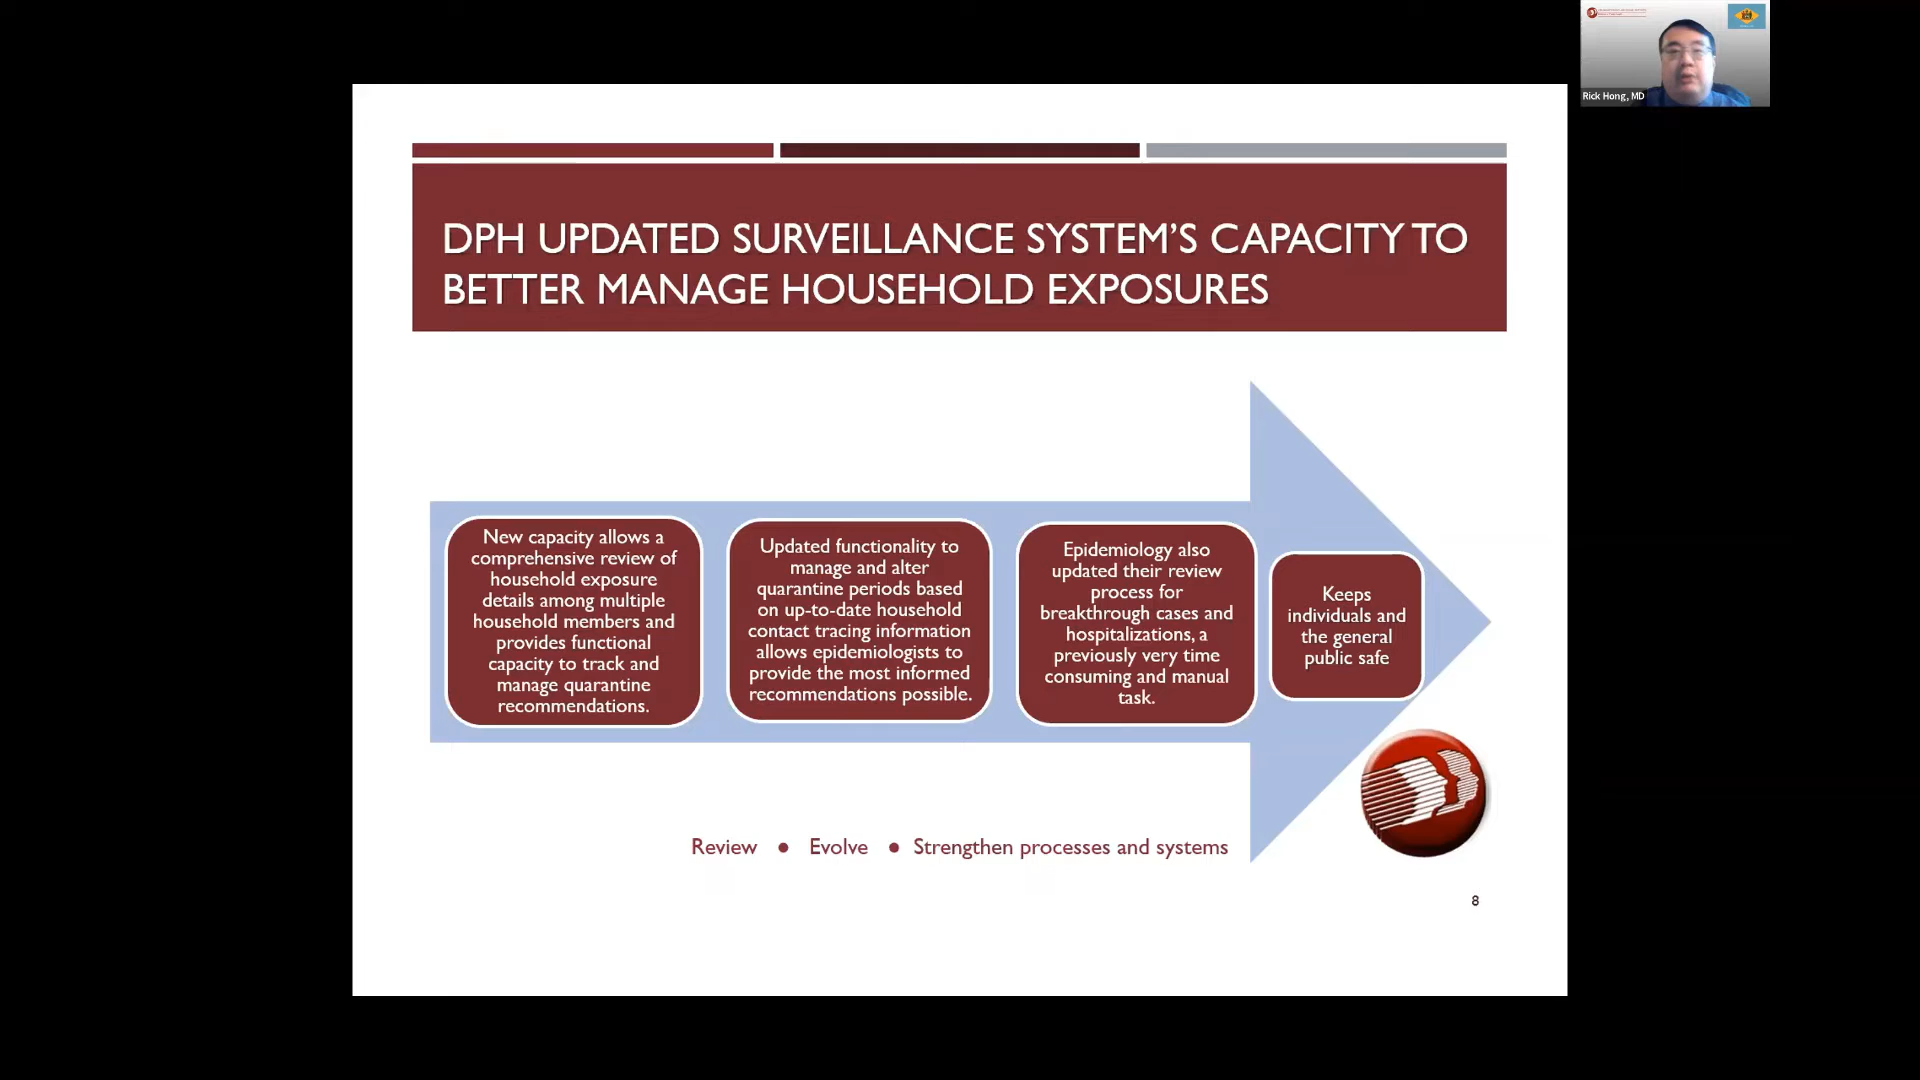 Rick Hong, MD
DPH UPDATED SURVEILLANCE SYSTEM’S CAPACITY TO
BETTER MANAGE HOUSEHOLD EXPOSURES
New capacity allows a
comprehensive review of
household exposure
details among multiple
household members and
provides functional
capacity to track and
manage quarantine
recommendations.
Updated functionality to
manage and alter
quarantine periods based
on up-to-date household
contact tracing information
allows epidemiologists to
provide the most informed
recommendations possible.
Epidemiology also
updated their review
process for
breakthrough cases and
hospitalizations, a
previously very time
consuming and manual
task.
Keeps
individuals and
the general
public safe
Review ● Evolve ● Strengthen processes and systems
8